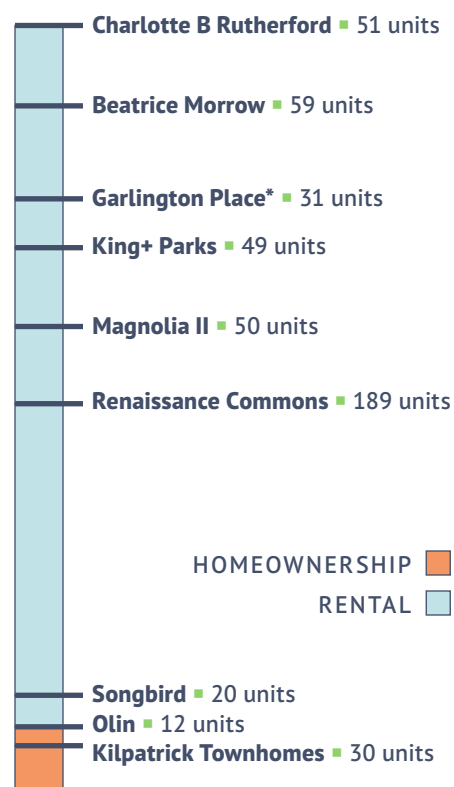 Charlotte B Rutherford ▪ 51 units
Beatrice Morrow ▪ 59 units
Garlington Place* ▪ 31 units
King+ Parks ▪ 49 units
Magnolia II ▪ 50 units
Renaissance Commons ▪ 189 units
HOMEOWNERSHIP
RENTAL
Songbird ▪ 20 units
Olin ▪ 12 units
Kilpatrick Townhomes ▪ 30 units